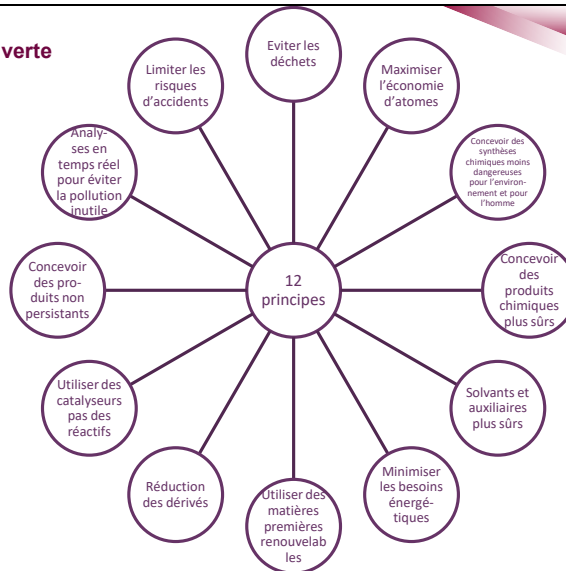 verte
Eviter les
déchets
Maximiser
l'économie
d'atomes
Concevoir des
synthèses
chimiques moins
dangereuses
pour l'environ-
nement et pour
l'homme
Concevoir
des
produits
chimiques
plus sûrs
Solvants et
auxiliaires
plus sûrs
Minimiser
les besoins
énergé-
tiques
Utiliser des
matières
premières
renouvelab
les
Réduction
des dérivés
Utiliser des
catalyseurs
pas des
réactifs
Concevoir
des pro-
duits non
persistants
Analy-
ses en
temps réel
pour éviter
la pollution
inutile
Limiter les
risques
d'accidents
12
principes